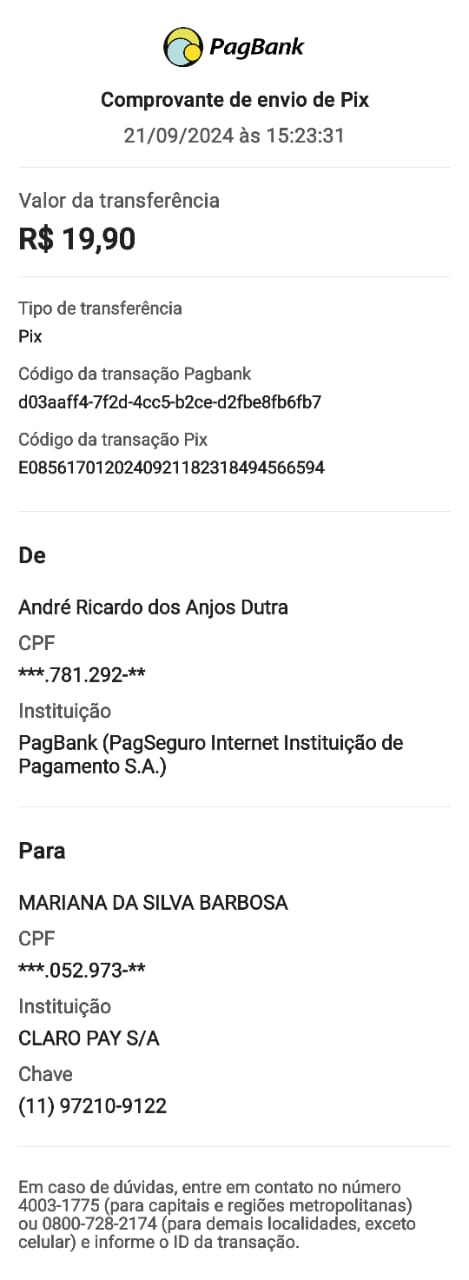 PagBank
Comprovante de envio de Pix
21/09/2024 às 15:23:31
Valor da transferência
R$ 19,90
Tipo de transferência
Pix
Código da transação Pagbank
d03aaff4-7f2d-4cc5-b2ce-d2fbe8fb6fb7
Código da transação Pix
E0856170120240921182318494566594
De
André Ricardo dos Anjos Dutra
CPF
***.781.292-**
Instituição
PagBank (PagSeguro Internet Instituição de
Pagamento S.A.)
Para
MARIANA DA SILVA BARBOSA
CPF
***.052.973-**
Instituição
CLARO PAY S/A
Chave
(11) 97210-9122
Em caso de dúvidas, entre em contato no número
4003-1775 (para capitais e regiões metropolitanas)
ou 0800-728-2174 (para demais localidades, exceto
celular) e informe o ID da transação.